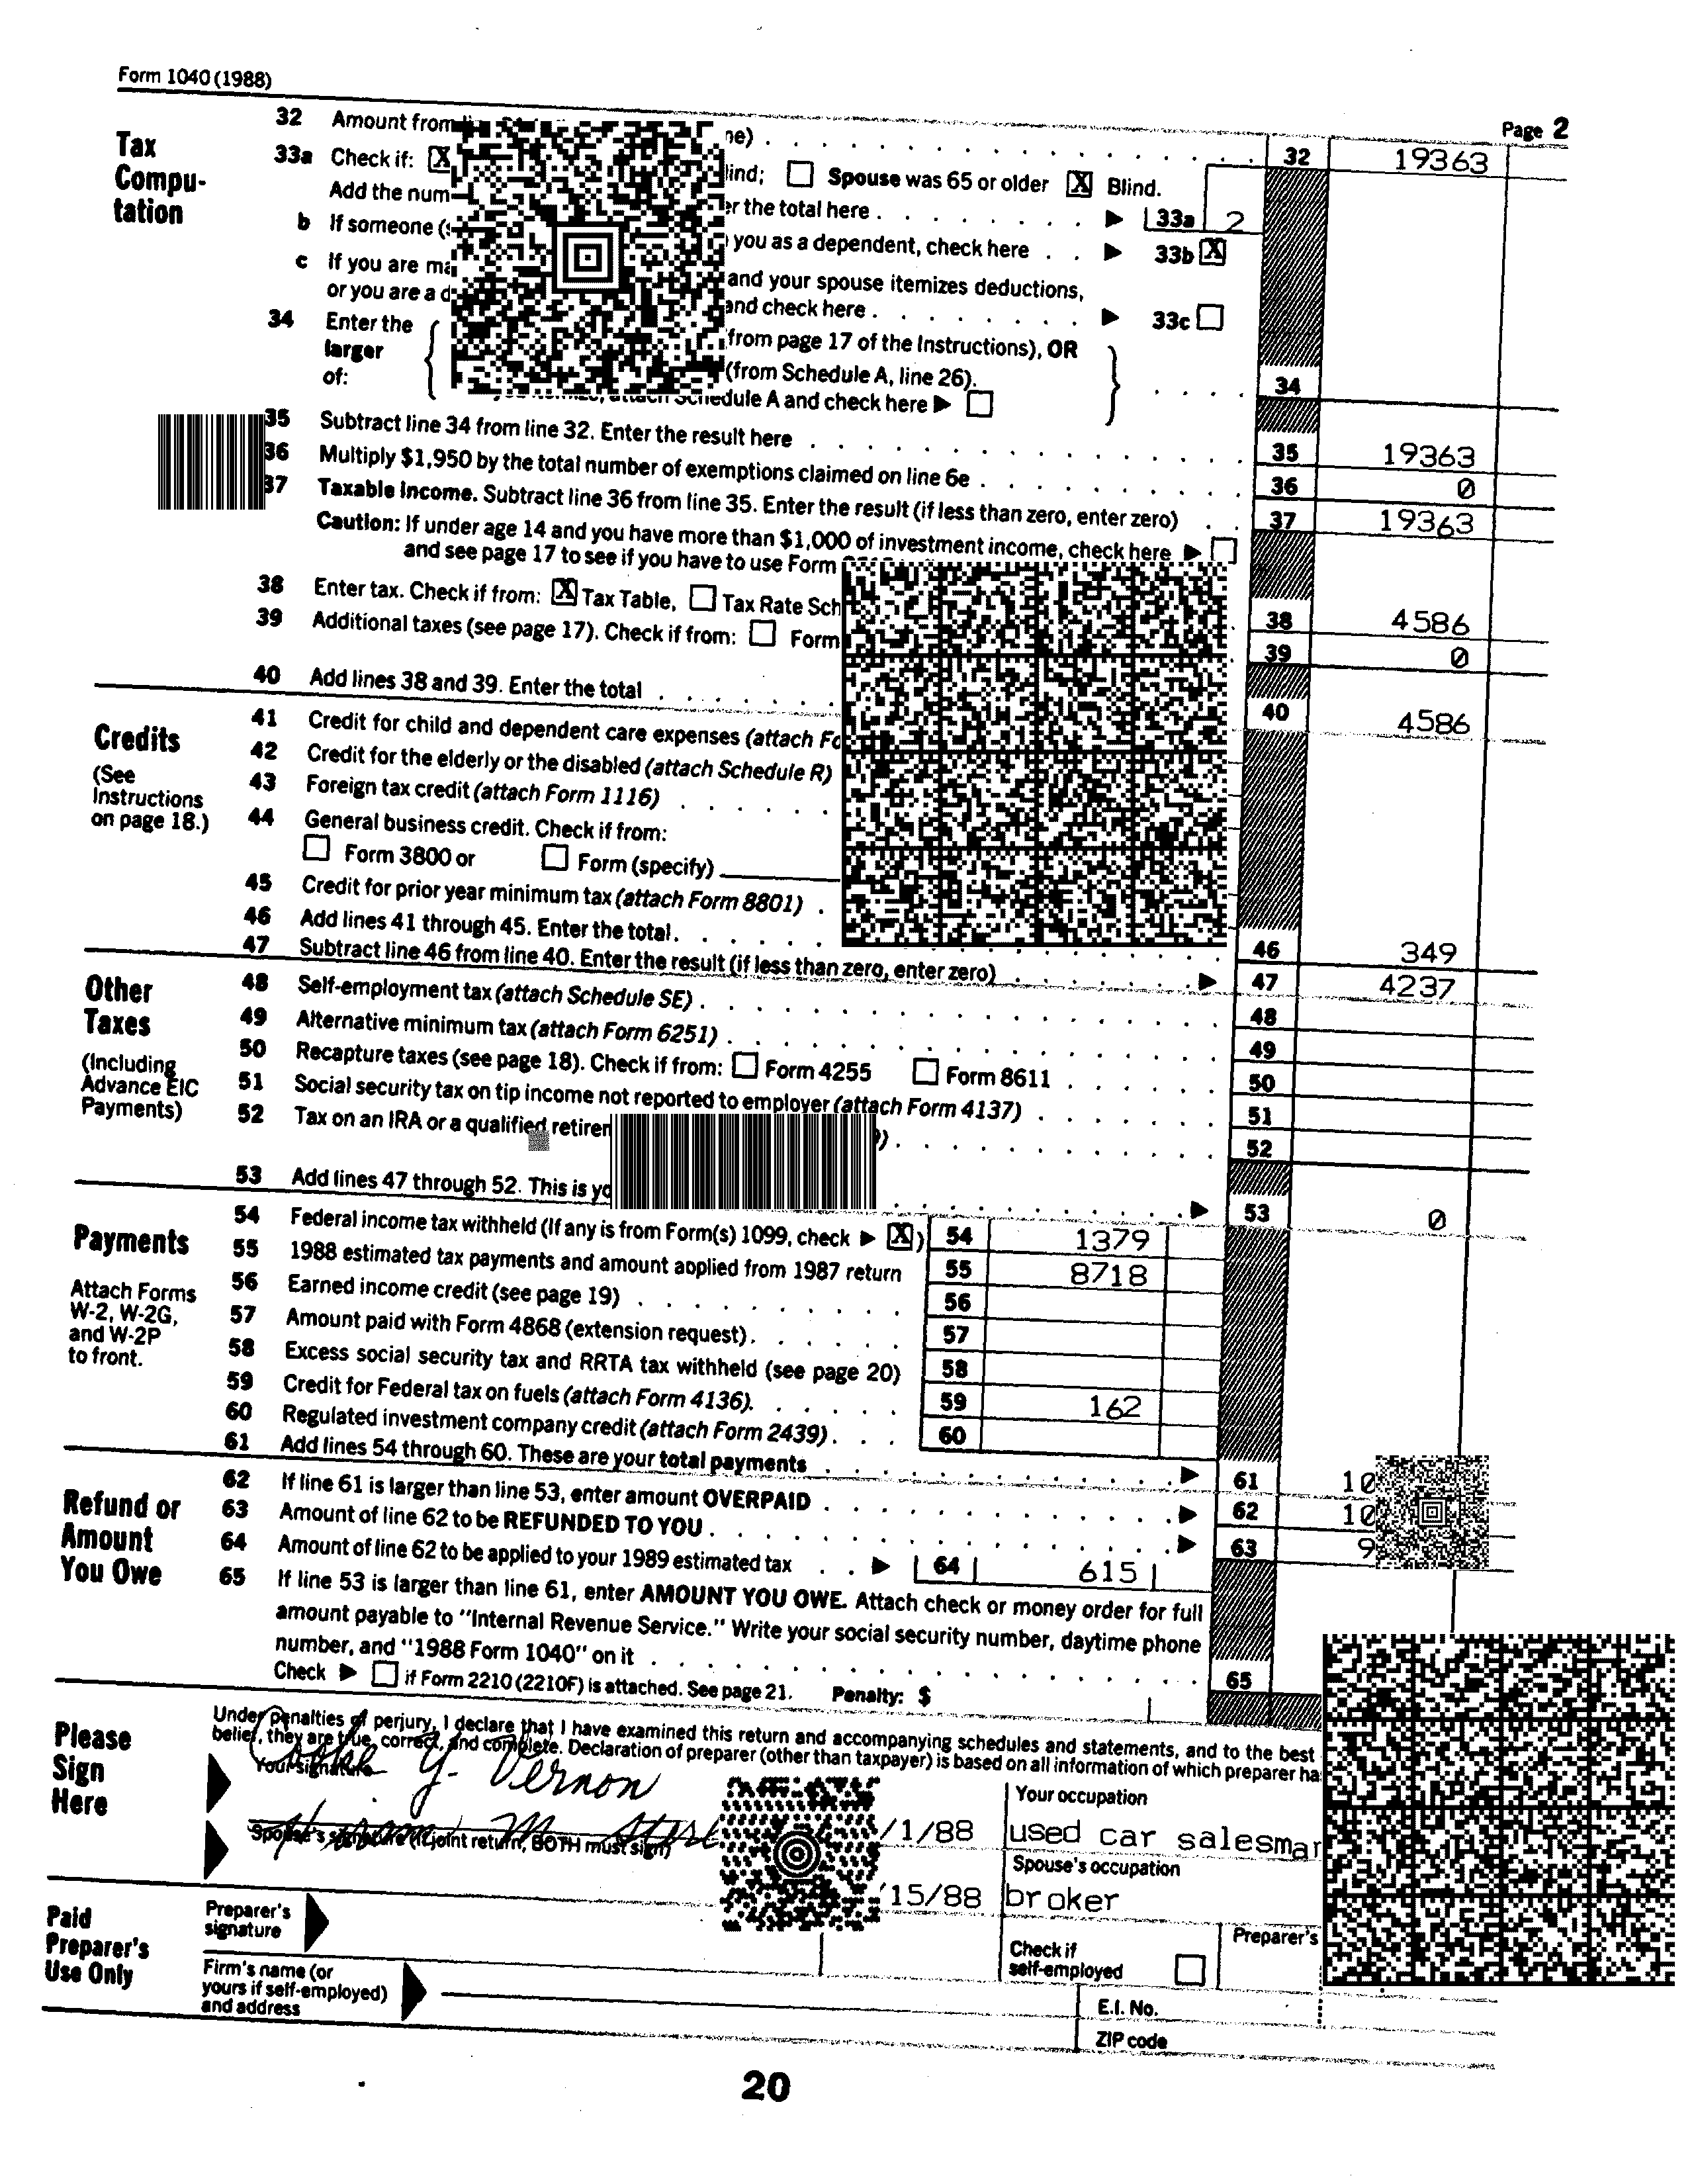 Form 1040 (1988)
Page 2
Tax Compu-tation
32 Amount from ne) 32 19363
33a Check if: X lind; Spouse was 65 or older X Blind.
Add the num er the total here 33a 2
b If someone ( you as a dependent, check here 33b X
c If you are ma and your spouse itemizes deductions,
or you are a d and check here 33c
34 Enter the larger of: from page 17 of the Instructions), OR
(from Schedule A, line 26).
attach Schedule A and check here 34
35 Subtract line 34 from line 32. Enter the result here 35 19363
36 Multiply $1,950 by the total number of exemptions claimed on line 6e 36 0
37 Taxable income. Subtract line 36 from line 35. Enter the result (if less than zero, enter zero) 37 19363
Caution: If under age 14 and you have more than $1,000 of investment income, check here
and see page 17 to see if you have to use Form
38 Enter tax. Check if from: X Tax Table, Tax Rate Sch 38 4586
39 Additional taxes (see page 17). Check if from: Form 39 0
40 Add lines 38 and 39. Enter the total 40 4586
Credits
(See Instructions on page 18.)
41 Credit for child and dependent care expenses (attach Fo
42 Credit for the elderly or the disabled (attach Schedule R)
43 Foreign tax credit (attach Form 1116)
44 General business credit. Check if from:
Form 3800 or Form (specify)
45 Credit for prior year minimum tax (attach Form 8801)
46 Add lines 41 through 45. Enter the total. 46 349
47 Subtract line 46 from line 40. Enter the result (if less than zero, enter zero) 47 4237
Other Taxes
(Including Advance EIC Payments)
48 Self-employment tax (attach Schedule SE) 48
49 Alternative minimum tax (attach Form 6251) 49
50 Recapture taxes (see page 18). Check if from: Form 4255 Form 8611 50
51 Social security tax on tip income not reported to employer (attach Form 4137) 51
52 Tax on an IRA or a qualified retiren 52
53 Add lines 47 through 52. This is yo 53 0
Payments
Attach Forms W-2, W-2G, and W-2P to front.
54 Federal income tax withheld (If any is from Form(s) 1099, check X) 54 1379
55 1988 estimated tax payments and amount applied from 1987 return 55 8718
56 Earned income credit (see page 19) 56
57 Amount paid with Form 4868 (extension request) 57
58 Excess social security tax and RRTA tax withheld (see page 20) 58
59 Credit for Federal tax on fuels (attach Form 4136). 59 162
60 Regulated investment company credit (attach Form 2439) 60
61 Add lines 54 through 60. These are your total payments 61 10
Refund or Amount You Owe
62 If line 61 is larger than line 53, enter amount OVERPAID 62 10
63 Amount of line 62 to be REFUNDED TO YOU 63 9
64 Amount of line 62 to be applied to your 1989 estimated tax 64 615
65 If line 53 is larger than line 61, enter AMOUNT YOU OWE. Attach check or money order for full
amount payable to "Internal Revenue Service." Write your social security number, daytime phone
number, and "1988 Form 1040" on it
Check if Form 2210 (2210F) is attached. See page 21. Penalty: $ 65
Please Sign Here
Under penalties of perjury, I declare that I have examined this return and accompanying schedules and statements, and to the best
belief, they are true, correct, and complete. Declaration of preparer (other than taxpayer) is based on all information of which preparer ha
Your signature Y. Vernon
/1/88
Your occupation
used car salesman
Spouse's signature (if joint return, BOTH must sign)
/15/88
Spouse's occupation
broker
Paid Preparer's Use Only
Preparer's signature
Check if self-employed
Preparer's
Firm's name (or yours if self-employed) and address
E.I. No.
ZIP code
20